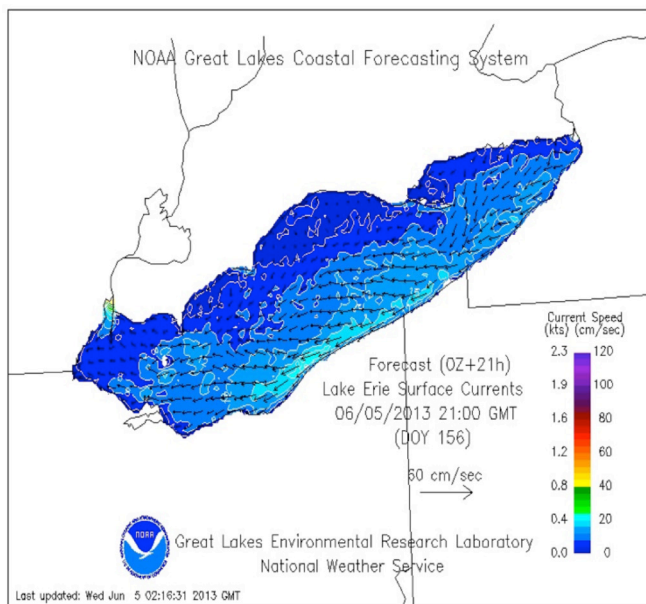 NOAA Great Lakes Coastal Forecasting System
Current Speed
(kts) (cm/sec)
2.3 120
1.9 100
1.6 80
1.2 60
0.8 40
0.4 20
0.0 0
Forecast (0Z+21h)
Lake Erie Surface Currents
06/05/2013 21:00 GMT
(DOY 156)
60 cm/sec
NOAA
Great Lakes Environmental Research Laboratory
National Weather Service
Last updated: Wed Jun 5 02:16:31 2013 GMT